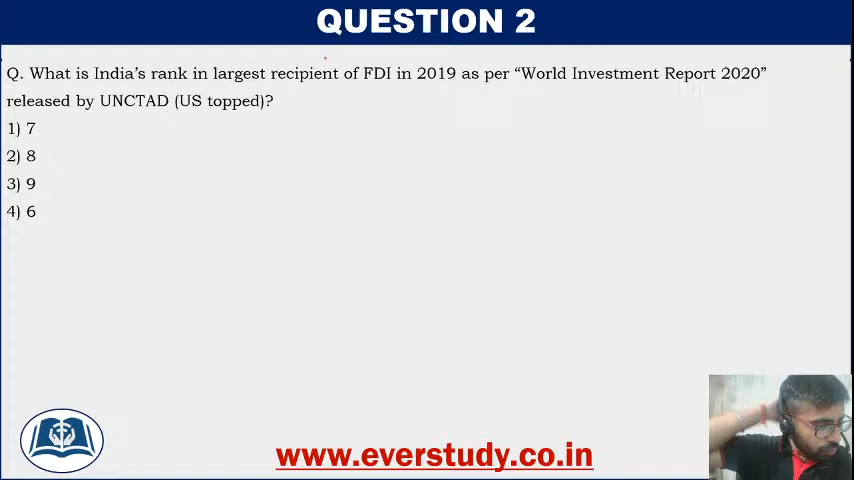 QUESTION 2
Q. What is India's rank in largest recipient of FDI in 2019 as per “World Investment Report 2020”
released by UNCTAD (US topped)?
1) 7
2) 8
3) 9
4) 6
www.everstudy.co.in